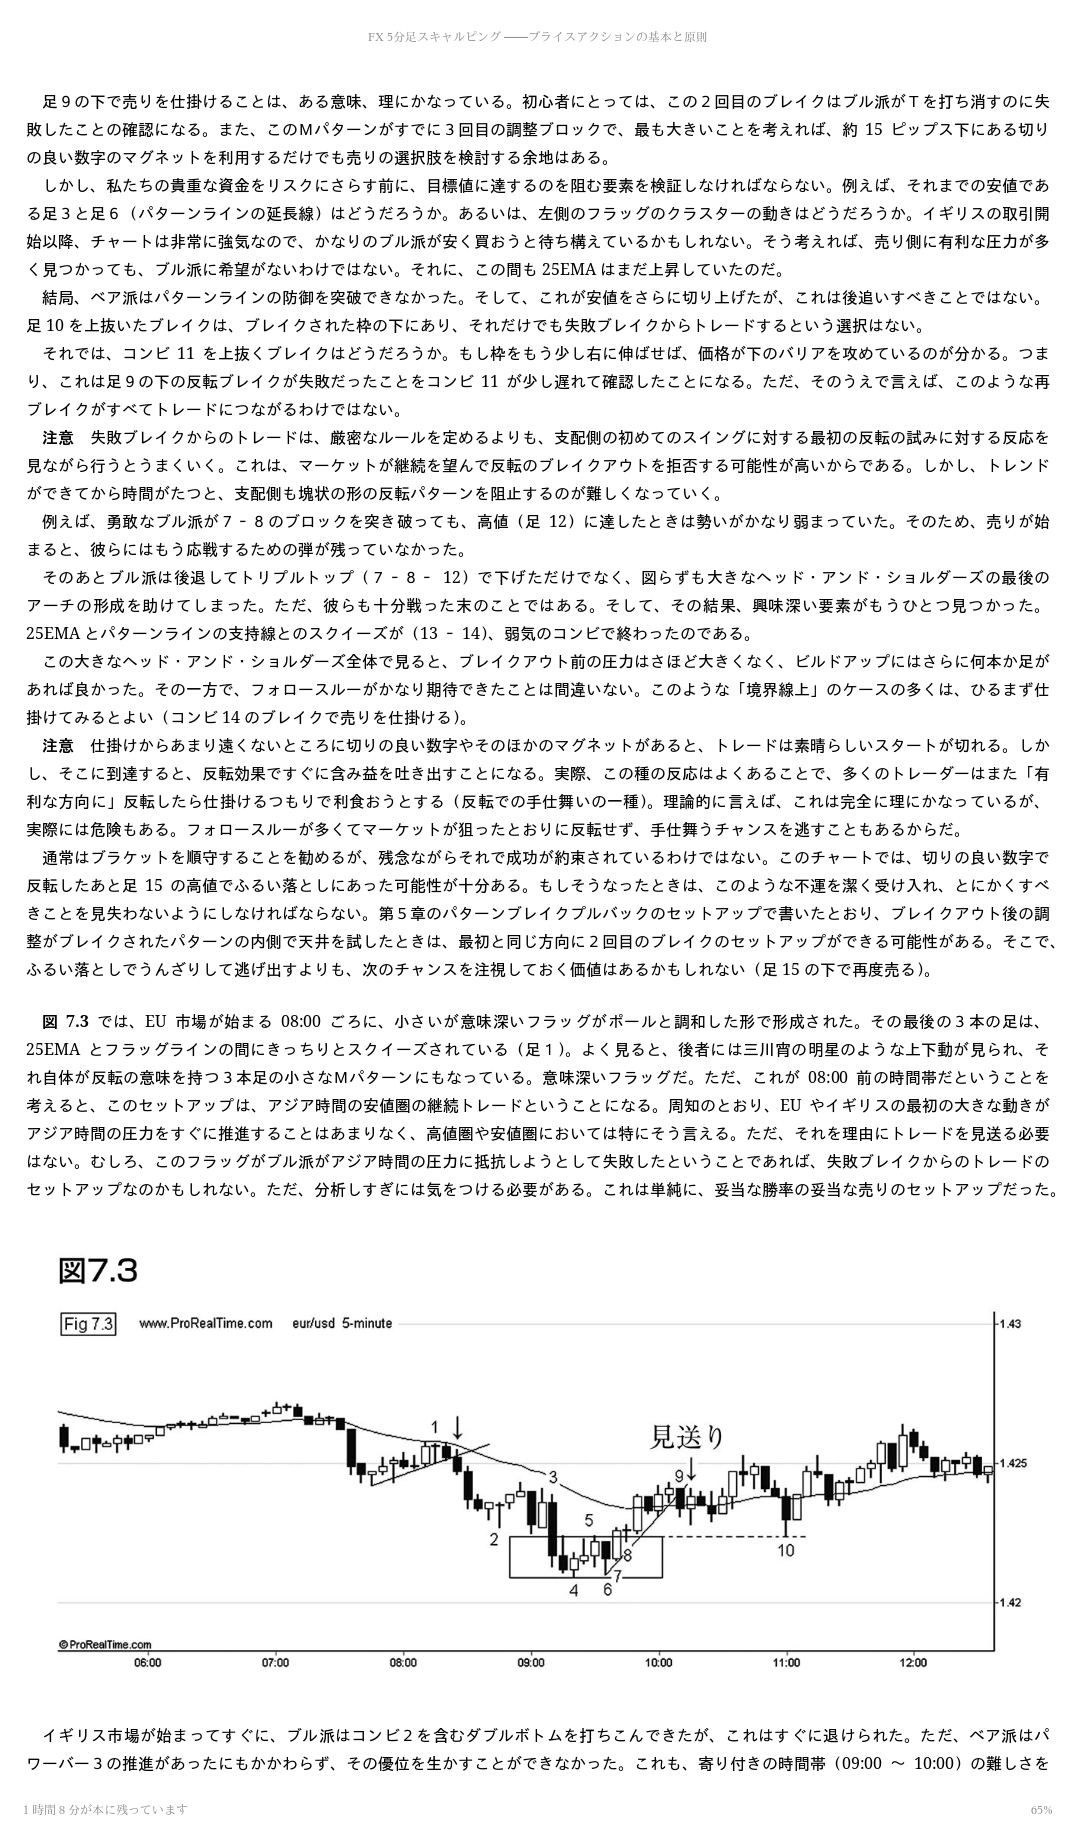 FX 5分足スキャルピング ――プライスアクションの基本と原則
足９の下で売りを仕掛けることは、ある意味、理にかなっている。初心者にとっては、この２回目のブレイクはブル派がＴを打ち消すのに失
敗したことの確認になる。また、このMパターンがすでに３回目の調整ブロックで、最も大きいことを考えれば、約 15 ピップス下にある切り
の良い数字のマグネットを利用するだけでも売りの選択肢を検討する余地はある。
しかし、私たちの貴重な資金をリスクにさらす前に、目標値に達するのを阻む要素を検証しなければならない。例えば、それまでの安値であ
る足３と足６（パターンラインの延長線）はどうだろうか。あるいは、左側のフラッグのクラスターの動きはどうだろうか。イギリスの取引開
始以降、チャートは非常に強気なので、かなりのブル派が安く買おうと待ち構えているかもしれない。そう考えれば、売り側に有利な圧力が多
く見つかっても、ブル派に希望がないわけではない。それに、この間も 25EMA はまだ上昇していたのだ。
結局、ベア派はパターンラインの防御を突破できなかった。そして、これが安値をさらに切り上げたが、これは後追いすべきことではない。
足 10 を上抜いたブレイクは、ブレイクされた枠の下にあり、それだけでも失敗ブレイクからトレードするという選択はない。
それでは、コンビ 11 を上抜くブレイクはどうだろうか。もし枠をもう少し右に伸ばせば、価格が下のバリアを攻めているのが分かる。つま
り、これは足９の下の反転ブレイクが失敗だったことをコンビ 11 が少し遅れて確認したことになる。ただ、そのうえで言えば、このような再
ブレイクがすべてトレードにつながるわけではない。
注意　失敗ブレイクからのトレードは、厳密なルールを定めるよりも、支配側の初めてのスイングに対する最初の反転の試みに対する反応を
見ながら行うとうまくいく。これは、マーケットが継続を望んで反転のブレイクアウトを拒否する可能性が高いからである。しかし、トレンド
ができてから時間がたつと、支配側も塊状の形の反転パターンを阻止するのが難しくなっていく。
例えば、勇敢なブル派が７‐８のブロックを突き破っても、高値（足 12）に達したときは勢いがかなり弱まっていた。そのため、売りが始
まると、彼らにはもう応戦するための弾が残っていなかった。
そのあとブル派は後退してトリプルトップ（７‐８‐ 12）で下げただけでなく、図らずも大きなヘッド・アンド・ショルダーズの最後の
アーチの形成を助けてしまった。ただ、彼らも十分戦った末のことではある。そして、その結果、興味深い要素がもうひとつ見つかった。
25EMA とパターンラインの支持線とのスクイーズが（13 ‐ 14）、弱気のコンビで終わったのである。
この大きなヘッド・アンド・ショルダーズ全体で見ると、ブレイクアウト前の圧力はさほど大きくなく、ビルドアップにはさらに何本か足が
あれば良かった。その一方で、フォロースルーがかなり期待できたことは間違いない。このような「境界線上」のケースの多くは、ひるまず仕
掛けてみるとよい（コンビ 14 のブレイクで売りを仕掛ける）。
注意　仕掛けからあまり遠くないところに切りの良い数字やそのほかのマグネットがあると、トレードは素晴らしいスタートが切れる。しか
し、そこに到達すると、反転効果ですぐに含み益を吐き出すことになる。実際、この種の反応はよくあることで、多くのトレーダーはまた「有
利な方向に」反転したら仕掛けるつもりで利食おうとする（反転での手仕舞いの一種）。理論的に言えば、これは完全に理にかなっているが、
実際には危険もある。フォロースルーが多くてマーケットが狙ったとおりに反転せず、手仕舞うチャンスを逃すこともあるからだ。
通常はブラケットを順守することを勧めるが、残念ながらそれで成功が約束されているわけではない。このチャートでは、切りの良い数字で
反転したあと足 15 の高値でふるい落としにあった可能性が十分ある。もしそうなったときは、このような不運を潔く受け入れ、とにかくすべ
きことを見失わないようにしなければならない。第５章のパターンブレイクプルバックのセットアップで書いたとおり、ブレイクアウト後の調
整がブレイクされたパターンの内側で天井を試したときは、最初と同じ方向に２回目のブレイクのセットアップができる可能性がある。そこで、
ふるい落としでうんざりして逃げ出すよりも、次のチャンスを注視しておく価値はあるかもしれない（足 15 の下で再度売る）。
図 7.3 では、EU 市場が始まる 08:00 ごろに、小さいが意味深いフラッグがポールと調和した形で形成された。その最後の３本の足は、
25EMA とフラッグラインの間にきっちりとスクイーズされている（足１）。よく見ると、後者には三川宵の明星のような上下動が見られ、そ
れ自体が反転の意味を持つ３本足の小さなMパターンにもなっている。意味深いフラッグだ。ただ、これが 08:00 前の時間帯だということを
考えると、このセットアップは、アジア時間の安値圏の継続トレードということになる。周知のとおり、EU やイギリスの最初の大きな動きが
アジア時間の圧力をすぐに推進することはあまりなく、高値圏や安値圏においては特にそう言える。ただ、それを理由にトレードを見送る必要
はない。むしろ、このフラッグがブル派がアジア時間の圧力に抵抗しようとして失敗したということであれば、失敗ブレイクからのトレードの
セットアップなのかもしれない。ただ、分析しすぎには気をつける必要がある。これは単純に、妥当な勝率の妥当な売りのセットアップだった。
図7.3
Fig 7.3 www.ProRealTime.com eur/usd 5-minute
1.43
1
見送り
1.425
3
9
5
2
8
10
7
4
6
1.42
©ProRealTime.com
06:00 07:00 08:00 09:00 10:00 11:00 12:00
イギリス市場が始まってすぐに、ブル派はコンビ２を含むダブルボトムを打ちこんできたが、これはすぐに退けられた。ただ、ベア派はパ
ワーバー３の推進があったにもかかわらず、その優位を生かすことができなかった。これも、寄り付きの時間帯（09:00 ～ 10:00）の難しさを
1 時間 8 分が本に残っています
65%